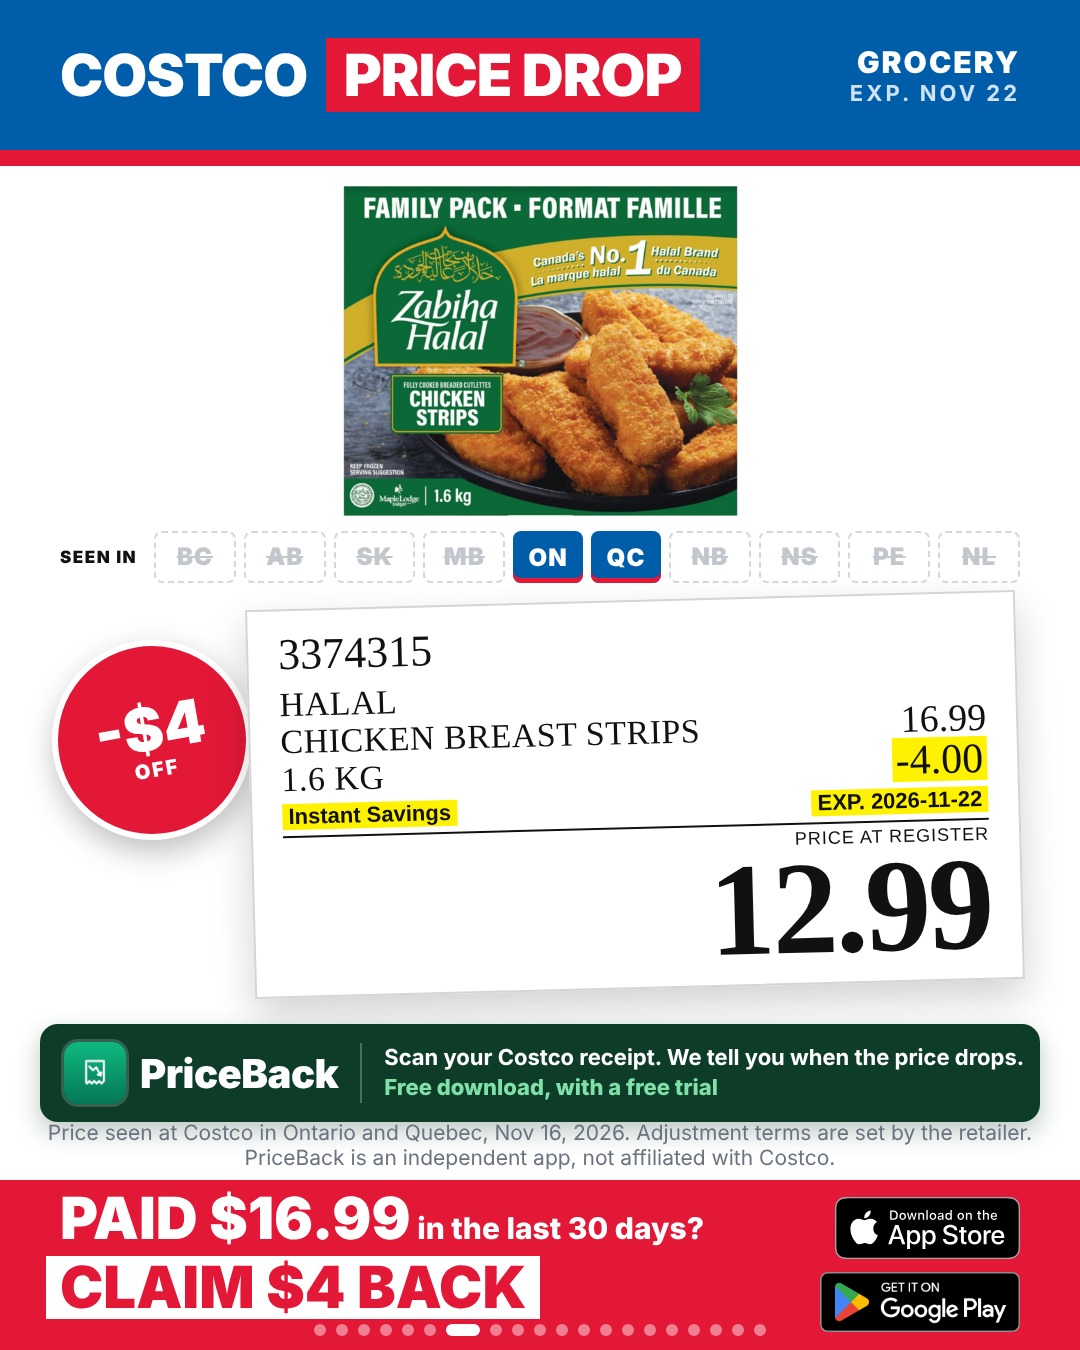 COSTCO PRICE DROP
GROCERY
EXP. NOV 22
FAMILY PACK • FORMAT FAMILLE
Canada's No. 1 Halal Brand
La marque halal du Canada
Zabiha
Halal
FULLY COOKED BREADED CUTLETTES
CHICKEN
STRIPS
KEEP FROZEN
SERVING SUGGESTION
Maple Lodge
1.6 kg
SEEN IN BC AB SK MB ON QC NB NS PE NL
-$4
OFF
3374315
HALAL
CHICKEN BREAST STRIPS
1.6 KG
Instant Savings
16.99
-4.00
EXP. 2026-11-22
PRICE AT REGISTER
12.99
PriceBack
Scan your Costco receipt. We tell you when the price drops.
Free download, with a free trial
Price seen at Costco in Ontario and Quebec, Nov 16, 2026. Adjustment terms are set by the retailer.
PriceBack is an independent app, not affiliated with Costco.
PAID $16.99 in the last 30 days?
CLAIM $4 BACK
Download on the
App Store
GET IT ON
Google Play